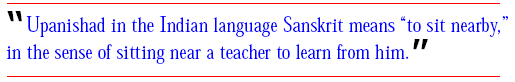 "Upanishad in the Indian language Sanskrit means “to sit nearby,”
in the sense of sitting near a teacher to learn from him."